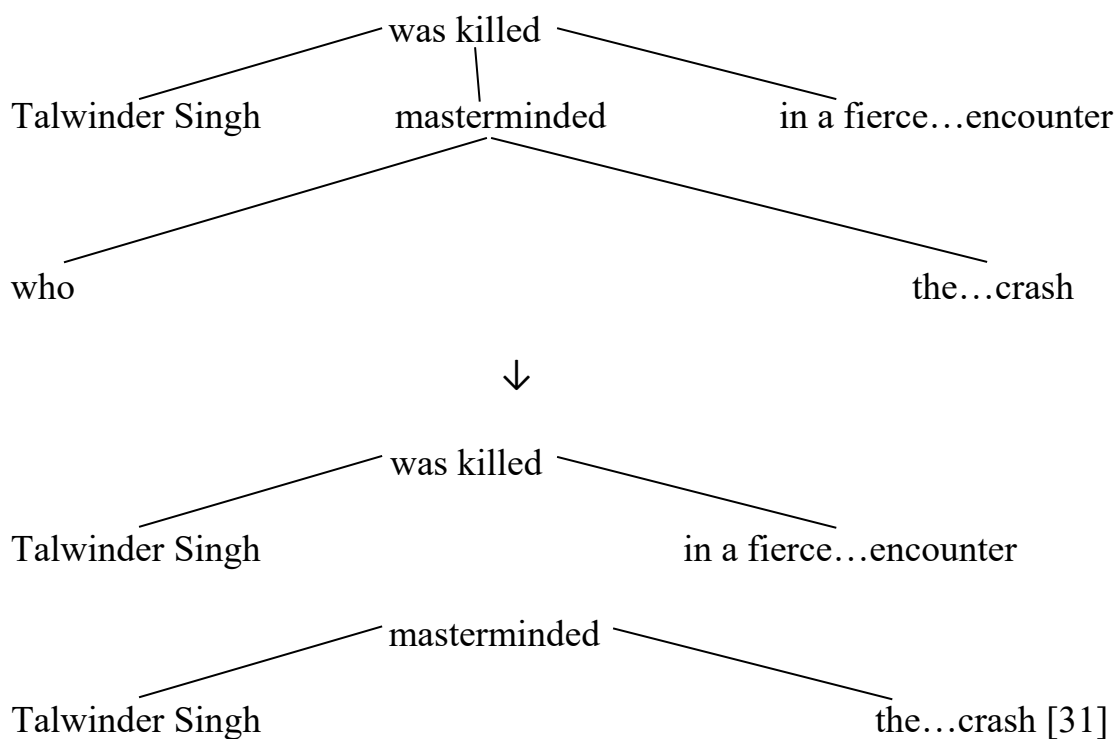 was killed
Talwinder Singh masterminded in a fierce…encounter
who the…crash
↓
was killed
Talwinder Singh in a fierce…encounter
masterminded
Talwinder Singh the…crash [31]